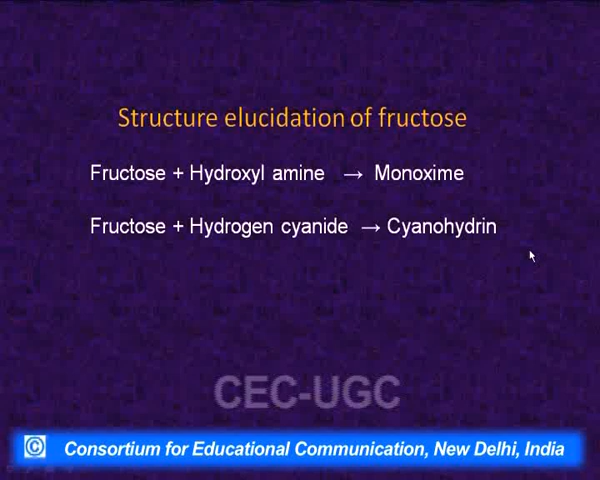 Structure elucidation of fructose
Fructose + Hydroxyl amine → Monoxime
Fructose + Hydrogen cyanide → Cyanohydrin
CEC-UGC
© Consortium for Educational Communication, New Delhi, India